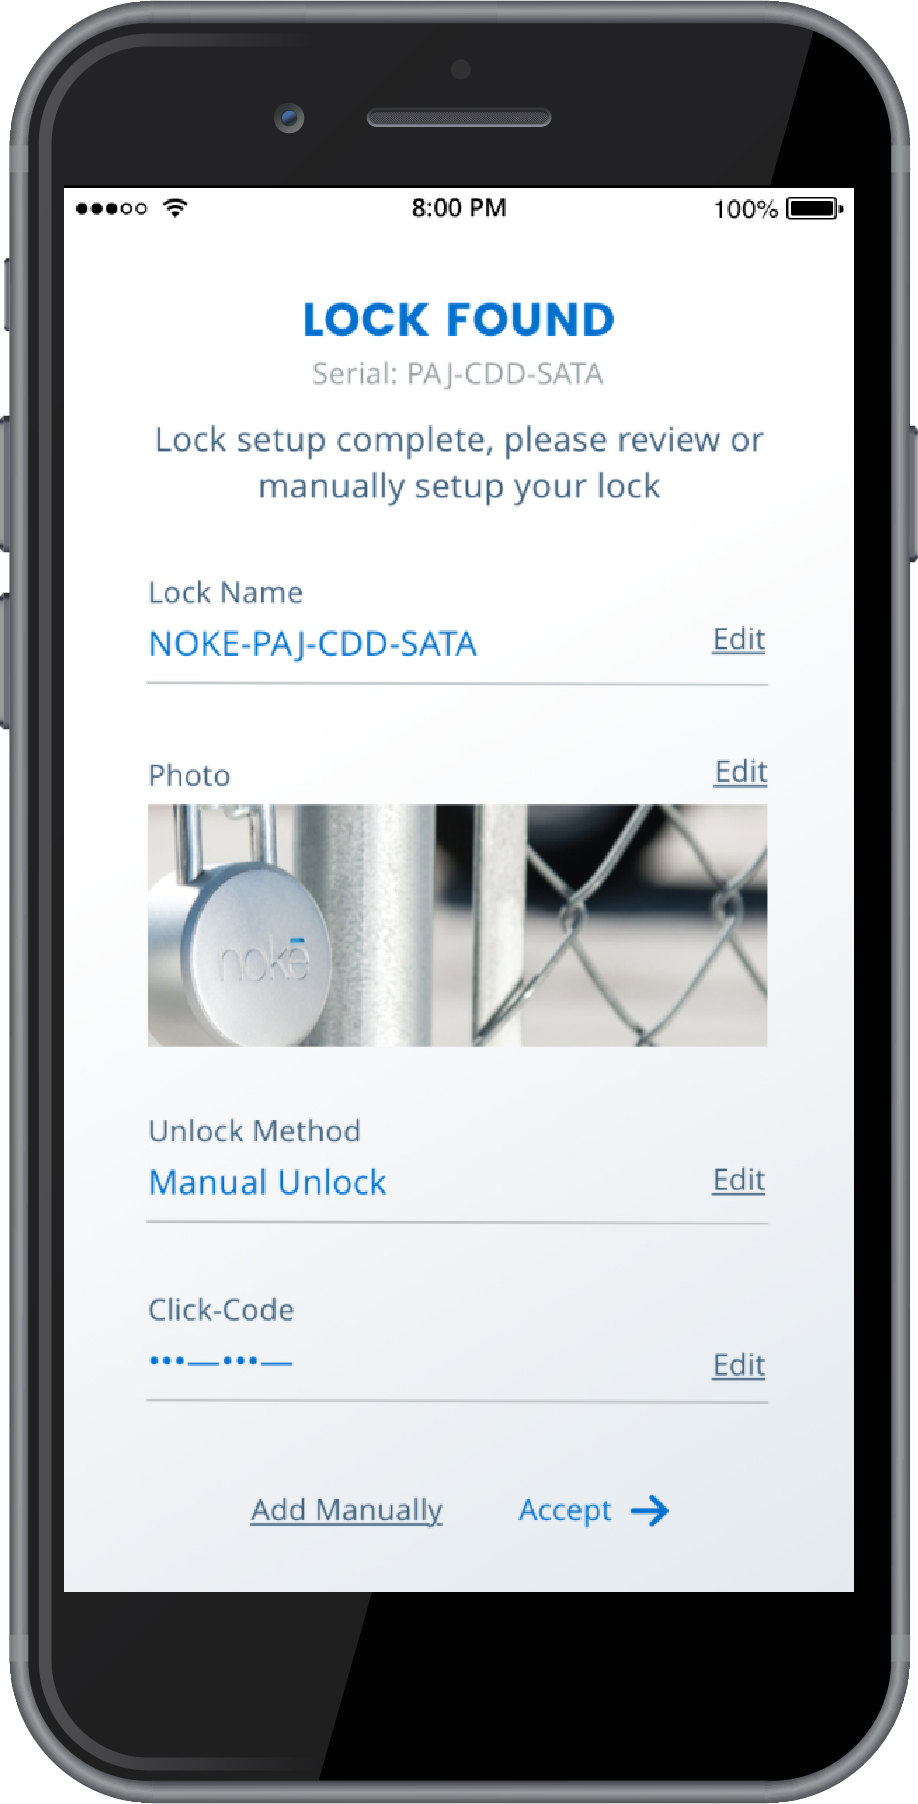 8:00 PM 100%
LOCK FOUND
Serial: PAJ-CDD-SATA
Lock setup complete, please review or
manually setup your lock
Lock Name
NOKE-PAJ-CDD-SATA Edit
Photo Edit
nokē
Unlock Method
Manual Unlock Edit
Click-Code
•••—•••— Edit
Add Manually Accept →